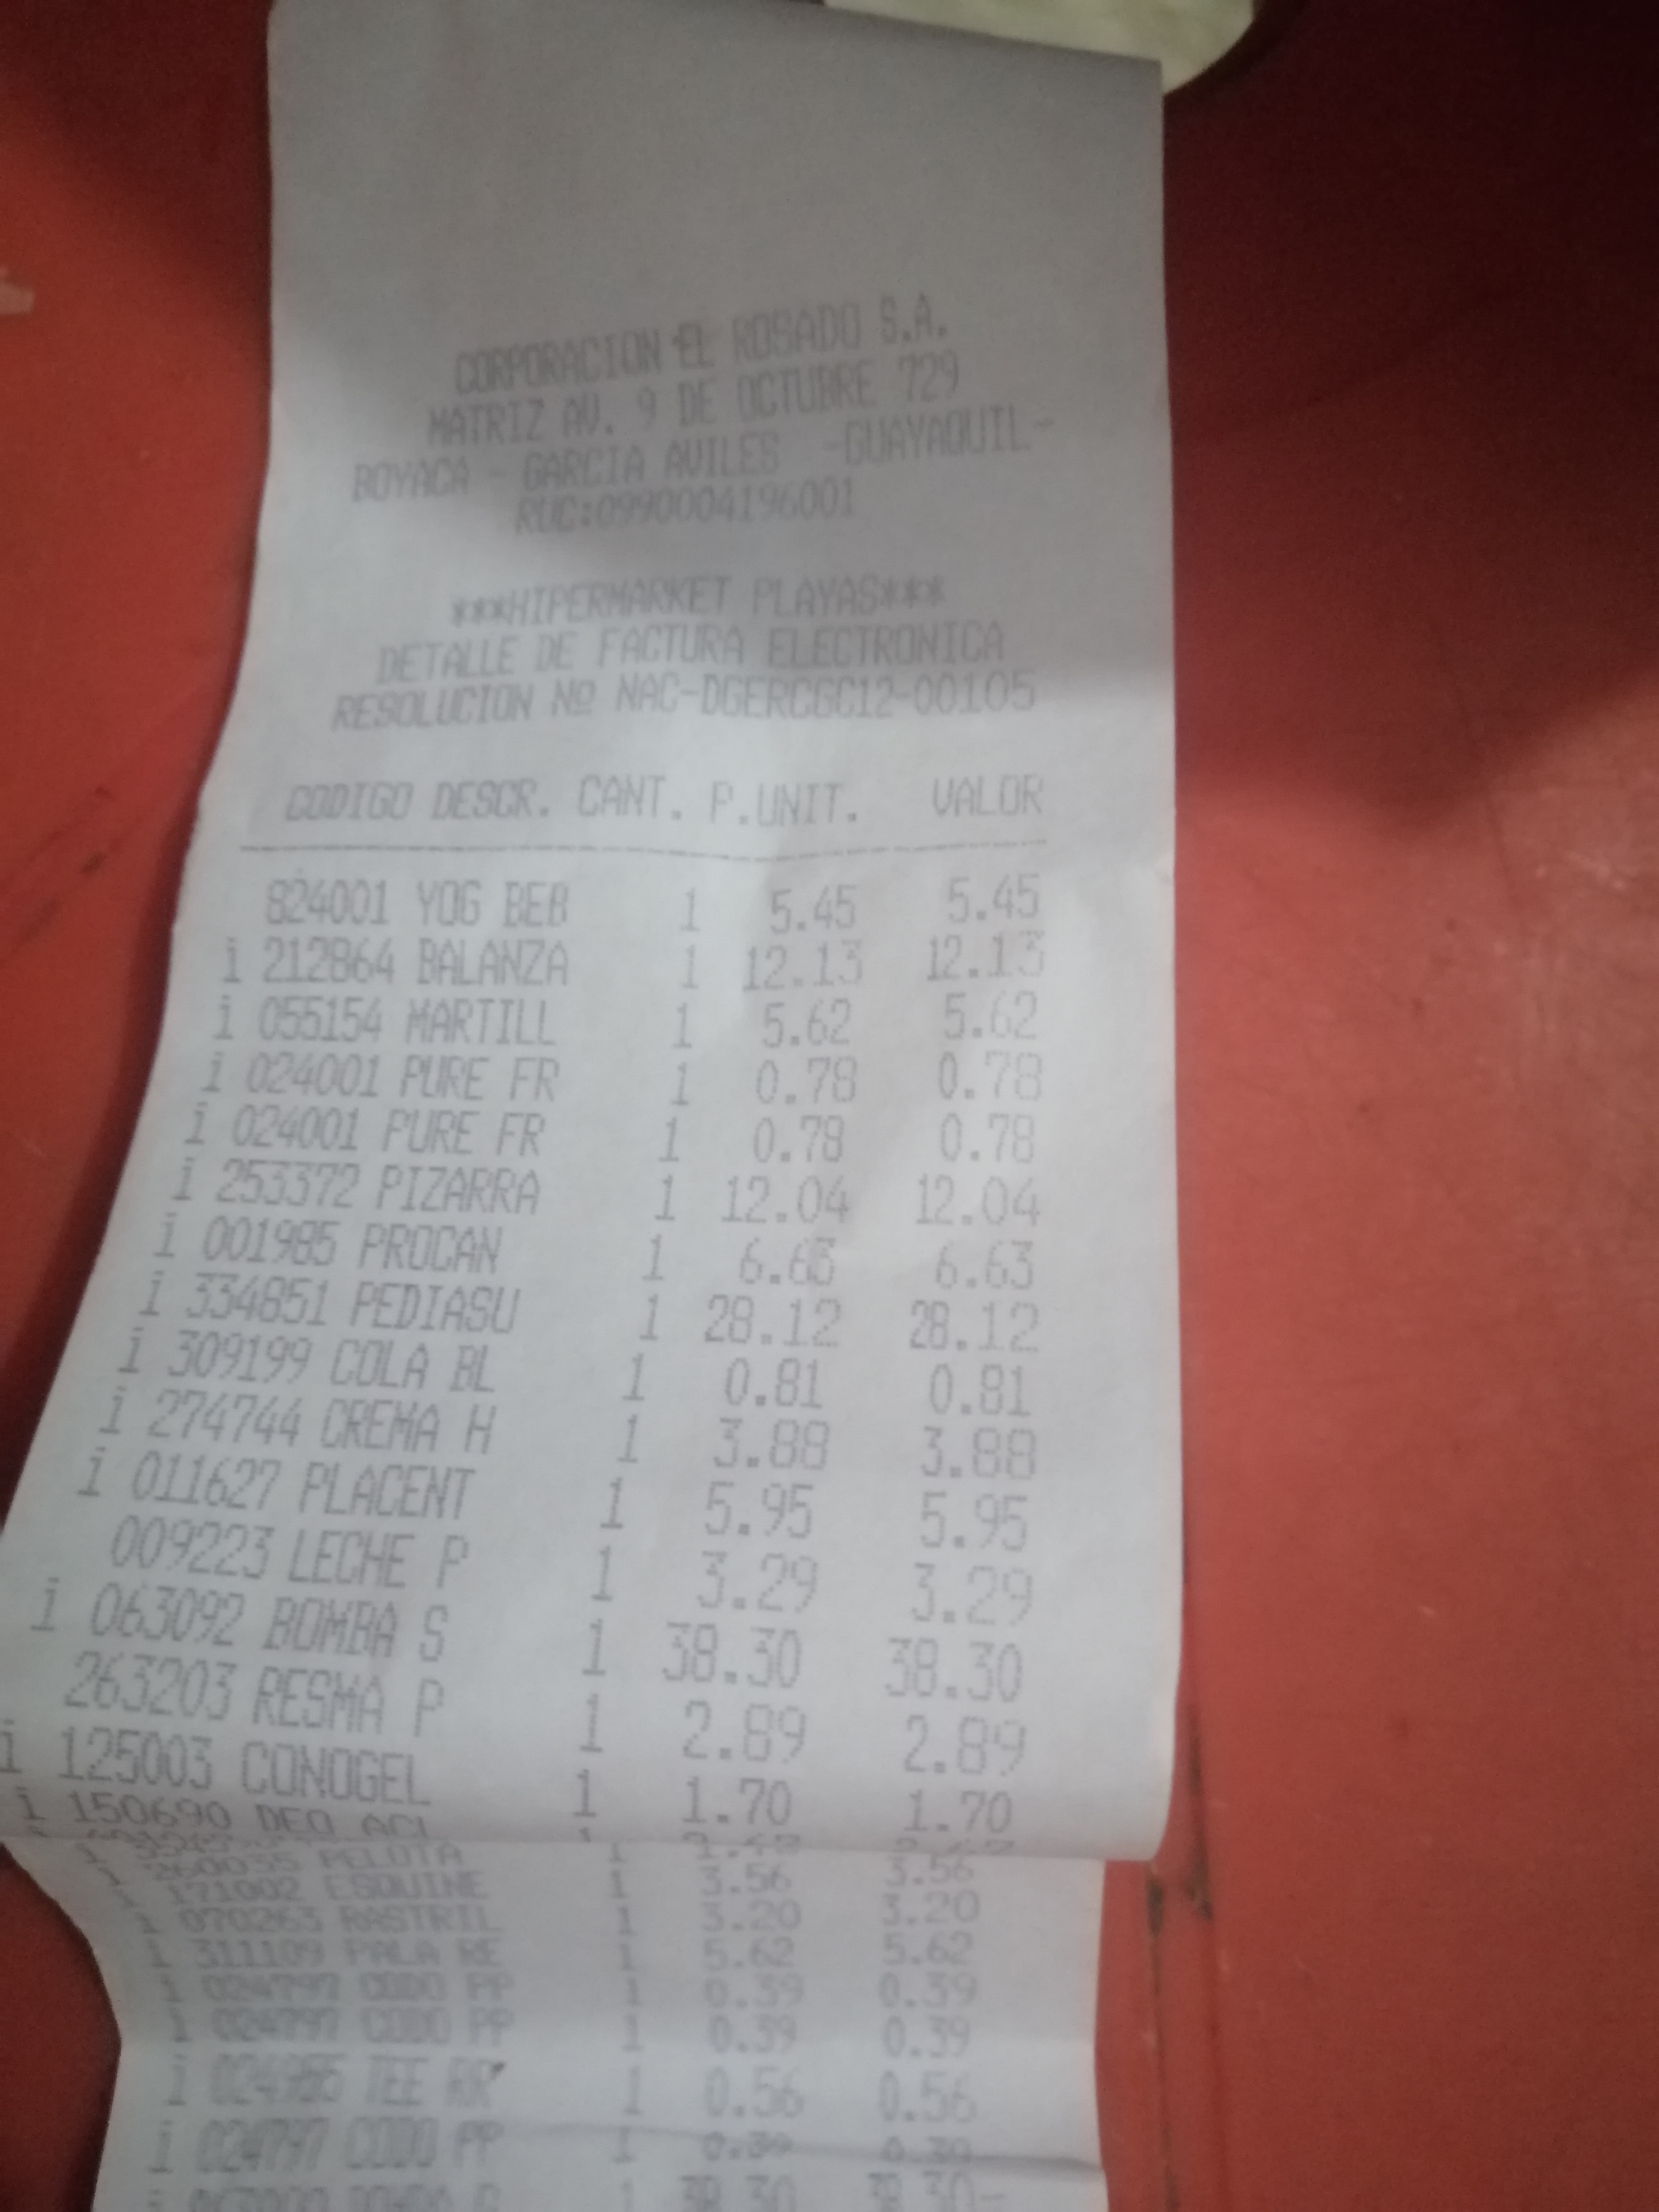 CORPORACION EL ROSADO S.A.
MATRIZ AV. 9 DE OCTUBRE 729
BOYACA - GARCIA AVILES -GUAYAQUIL-
RUC:0990004196001
***HIPERMARKET PLAYAS***
DETALLE DE FACTURA ELECTRONICA
RESOLUCION Nº NAC-DGERCGC12-00105
CODIGO DESCR. CANT. P.UNIT. VALOR
824001 YOG BEB 1 5.45 5.45
i 212864 BALANZA 1 12.13 12.13
i 055154 MARTILL 1 5.62 5.62
i 024001 PURE FR 1 0.78 0.78
i 024001 PURE FR 1 0.78 0.78
i 253372 PIZARRA 1 12.04 12.04
i 001985 PROCAN 1 6.63 6.63
i 334851 PEDIASU 1 28.12 28.12
i 309199 COLA BL 1 0.81 0.81
i 274744 CREMA H 1 3.88 3.88
i 011627 PLACENT 1 5.95 5.95
009223 LECHE P 1 3.29 3.29
i 063092 BOMBA S 1 38.30 38.30
263203 RESMA P 1 2.89 2.89
i 125003 CONOGEL 1 1.70 1.70
i 150690 DEO ACL
PELOTA
i 171002 ESQUINE 1 3.56 3.56
i 070263 RASTRIL 1 3.20 3.20
i 311109 PALA RE 1 5.62 5.62
i 024797 CODO PP 1 0.39 0.39
i 024797 CODO PP 1 0.39 0.39
i 024985 TEE RR 1 0.56 0.56
i 024797 CODO PP 1 0.39 0.39
38.30 38.30-